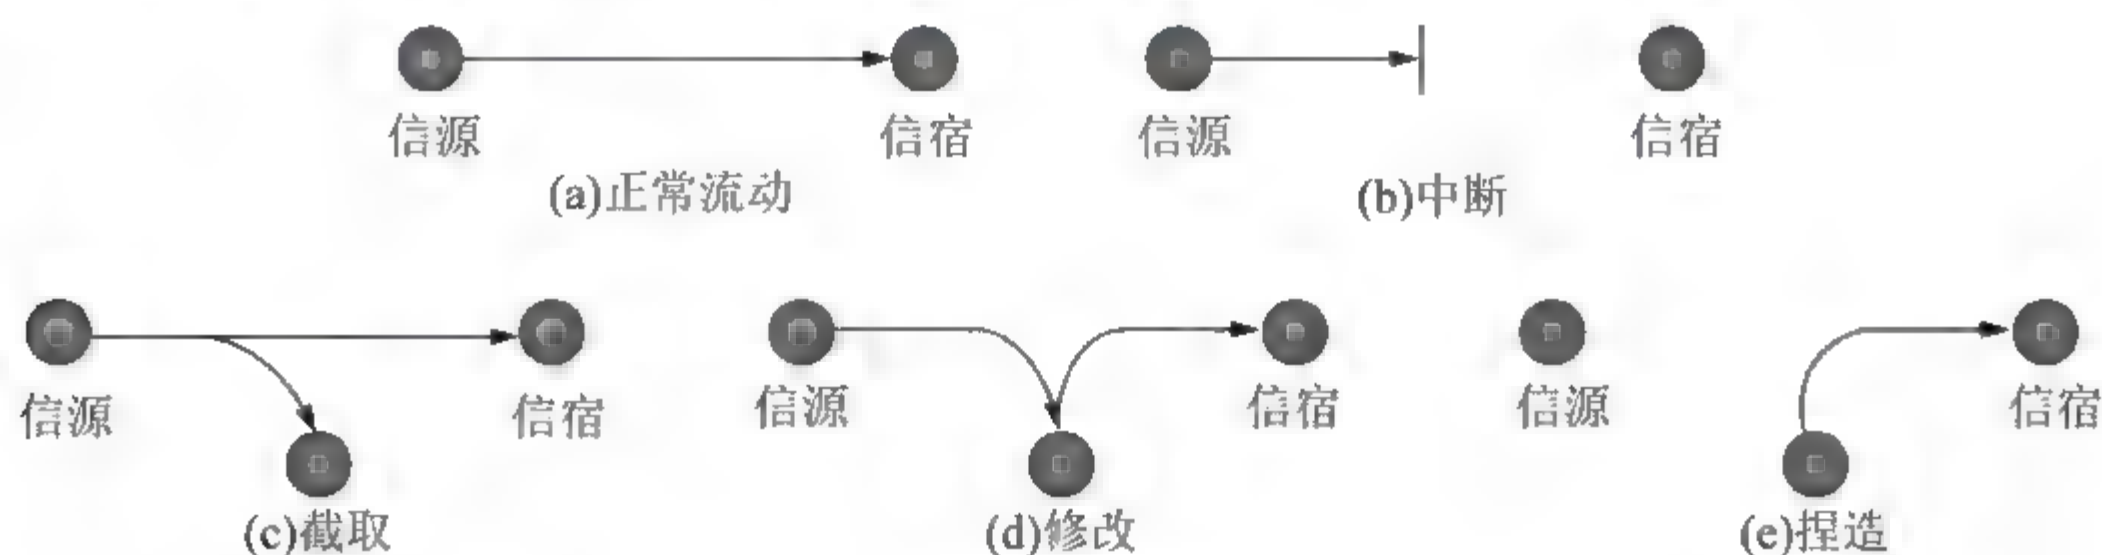 信源 信宿 信源 信宿
(a)正常流动 (b)中断
信源 信宿 信源 信宿 信源 信宿
(c)截取 (d)修改 (e)捏造